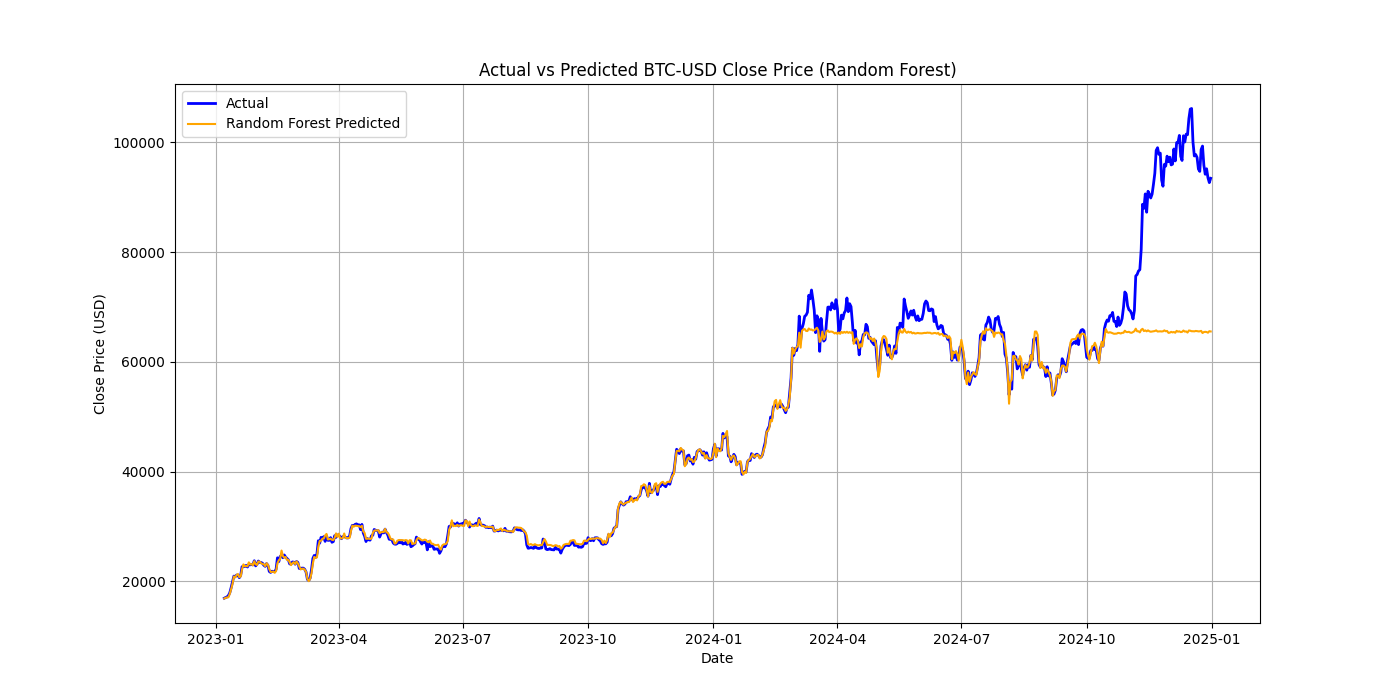 Actual vs Predicted BTC-USD Close Price (Random Forest)
Actual
Random Forest Predicted
100000
80000
60000
40000
20000
Close Price (USD)
2023-01 2023-04 2023-07 2023-10 2024-01 2024-04 2024-07 2024-10 2025-01
Date